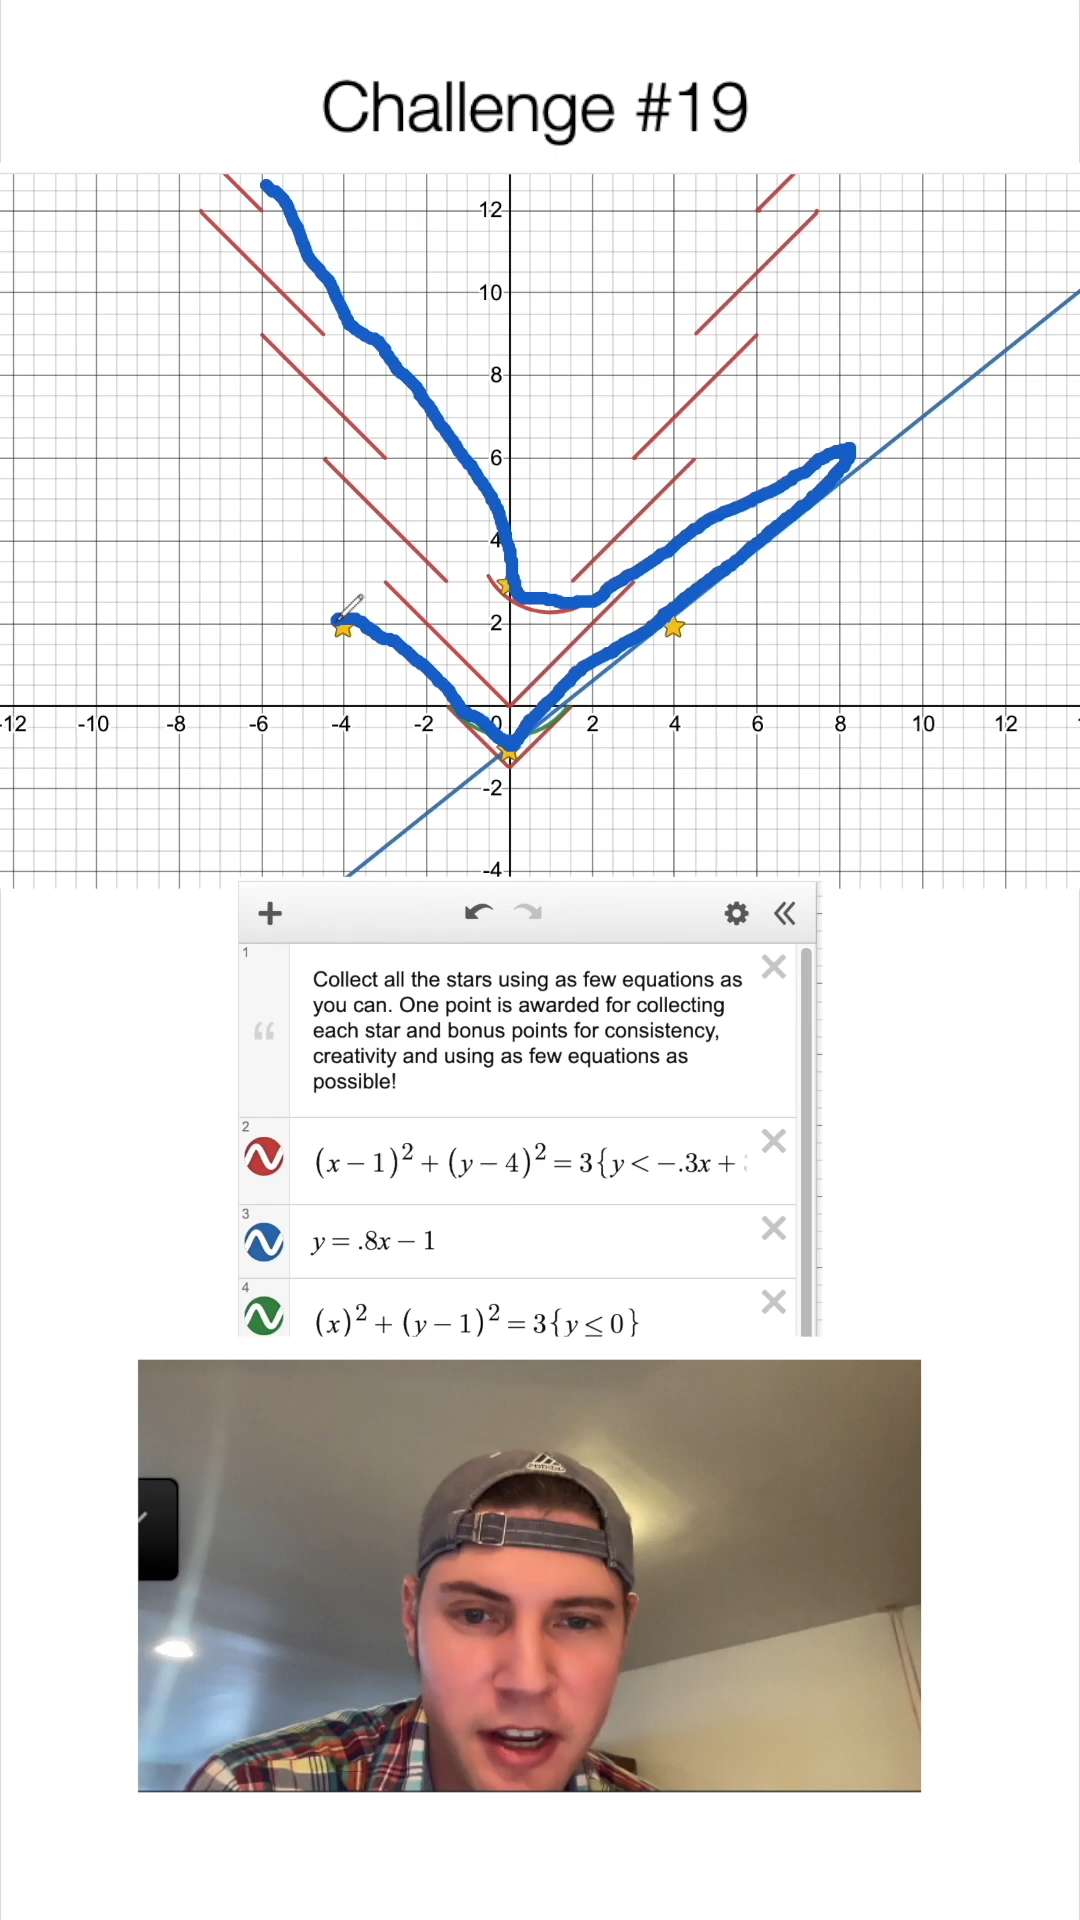 Challenge #19
12
10
8
6
4
2
-12 -10 -8 -6 -4 -2 0 2 4 6 8 10 12
-2
-4
1
Collect all the stars using as few equations as
you can. One point is awarded for collecting
each star and bonus points for consistency,
creativity and using as few equations as
possible!
2
(x − 1)² + (y − 4)² = 3{y < −.3x +
3
y = .8x − 1
4
(x)² + (y − 1)² = 3{y ≤ 0}